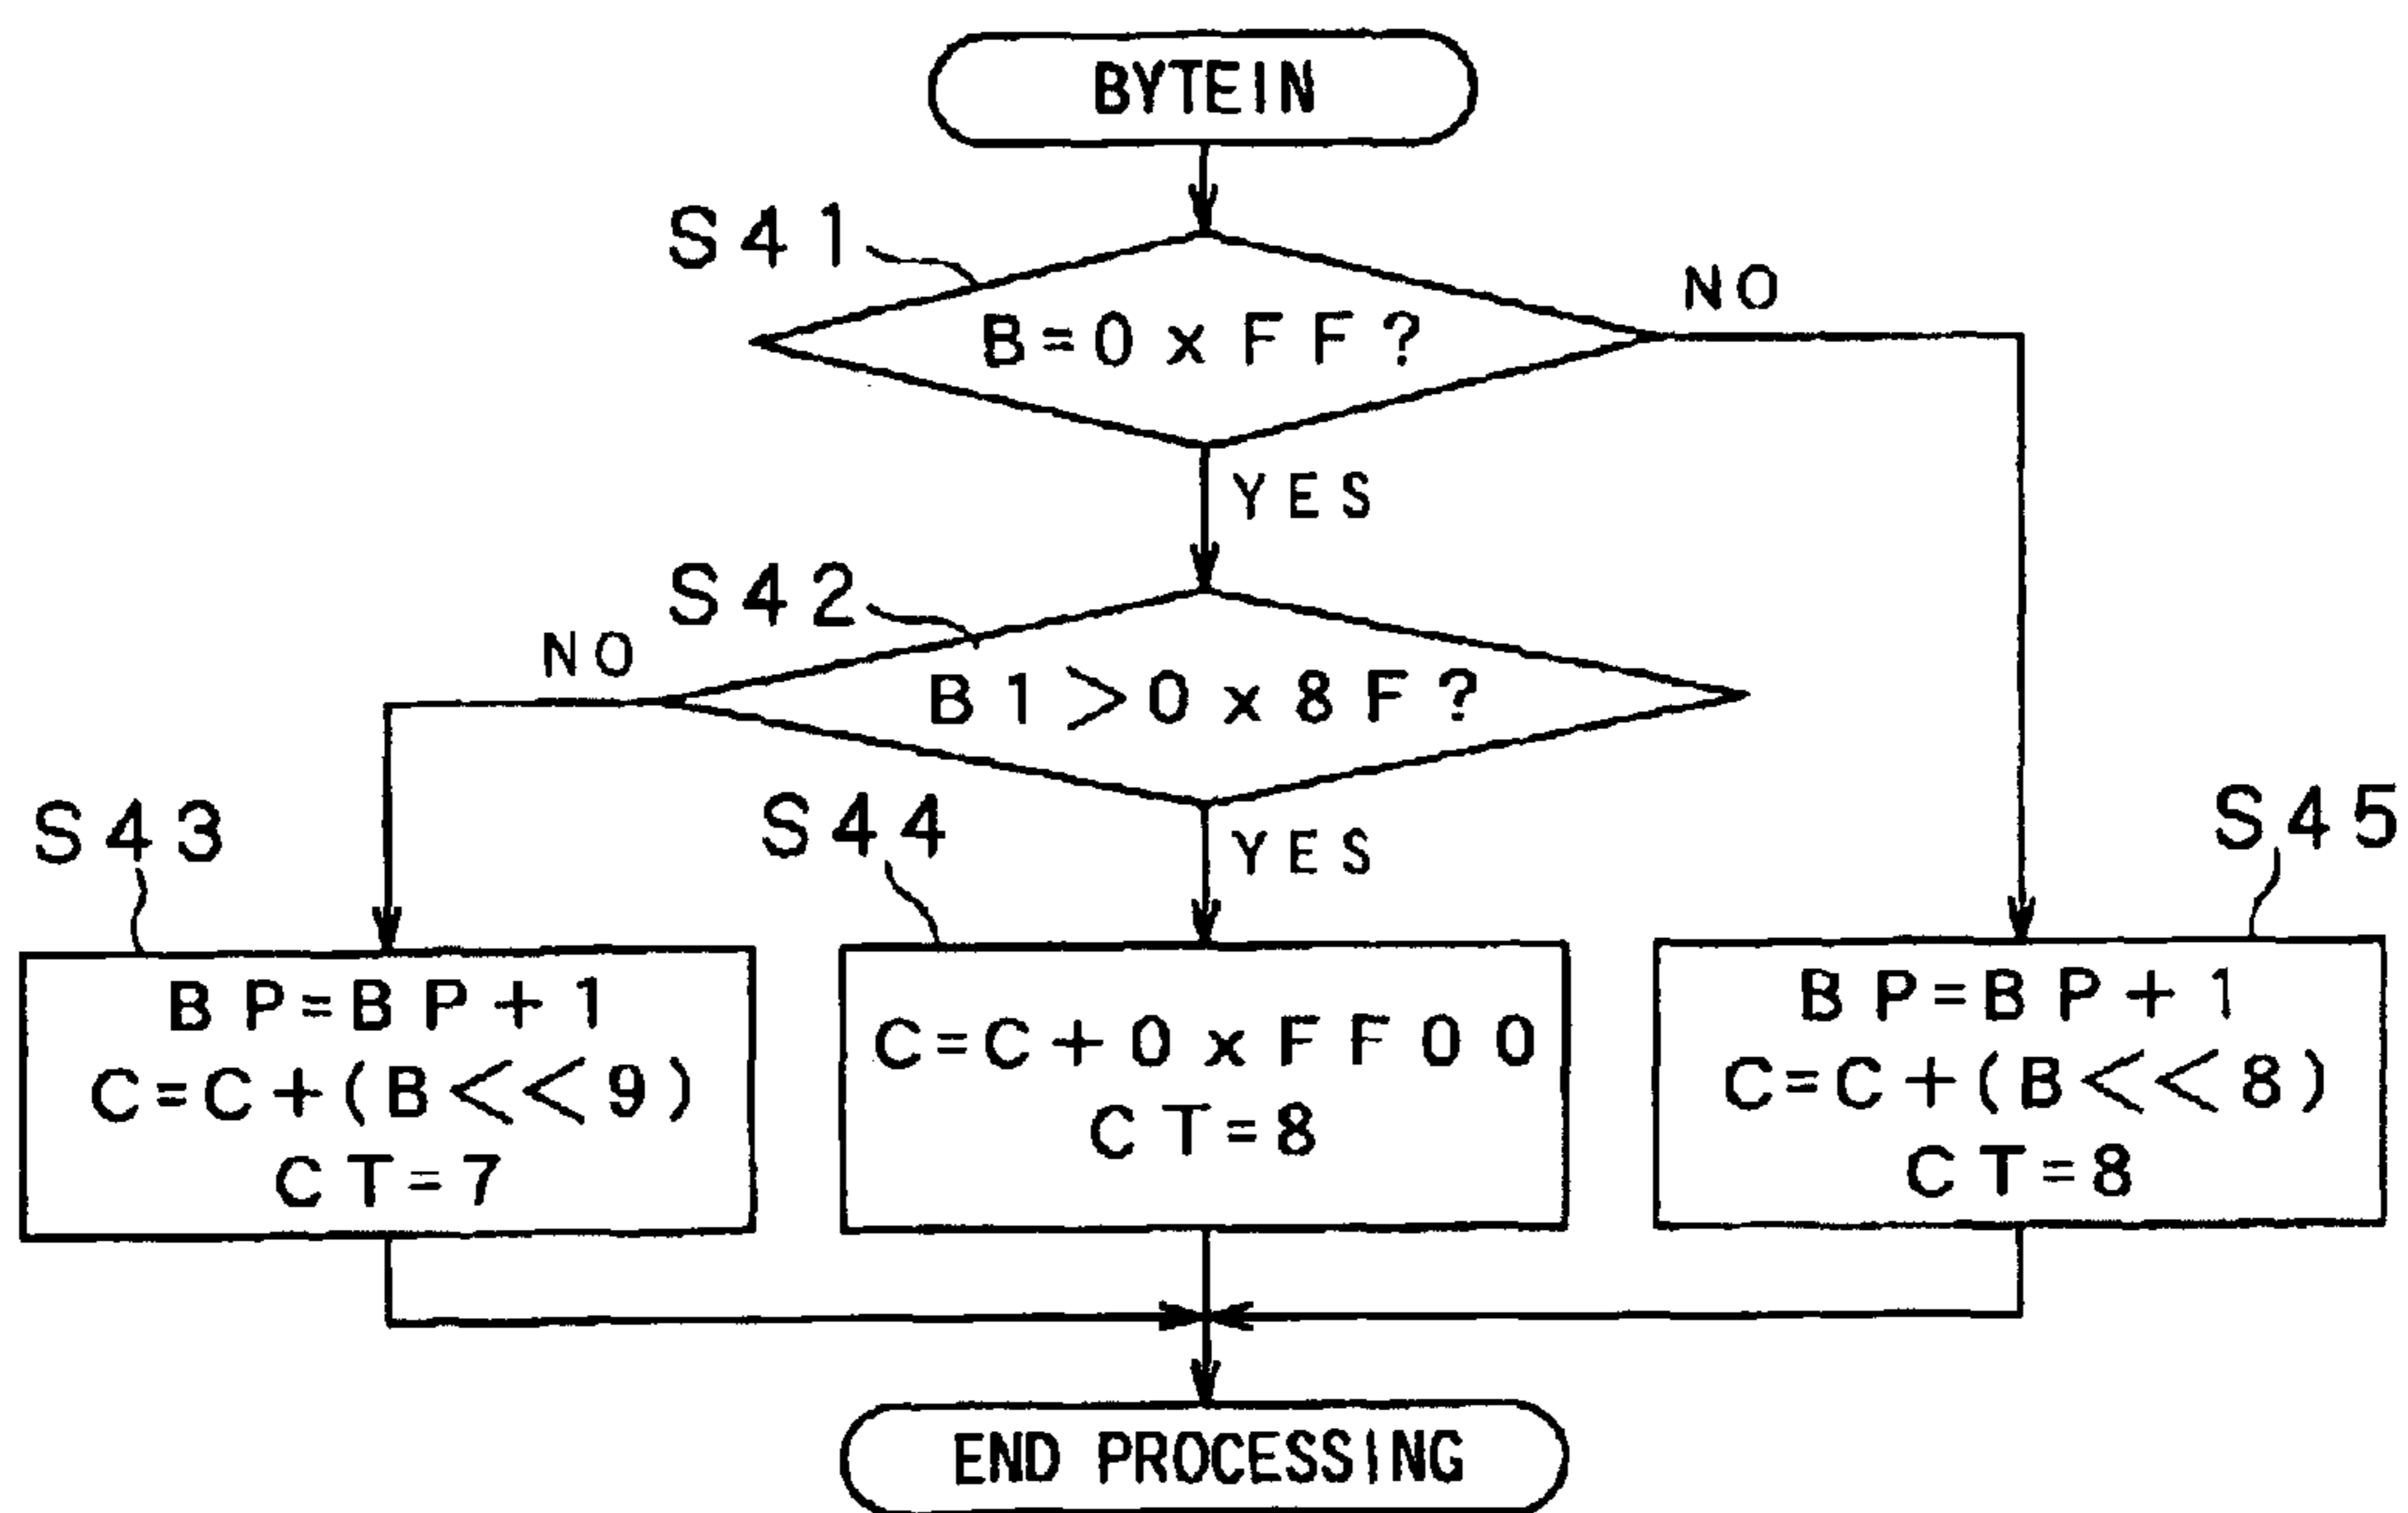 BYTEIN
S41
B=0xFF?
NO
YES
S42
NO
B1>0x8F?
YES
S43
S44
S45
BP=BP+1
C=C+(B<<9)
CT=7
C=C+0xFF00
CT=8
BP=BP+1
C=C+(B<<8)
CT=8
END PROCESSING